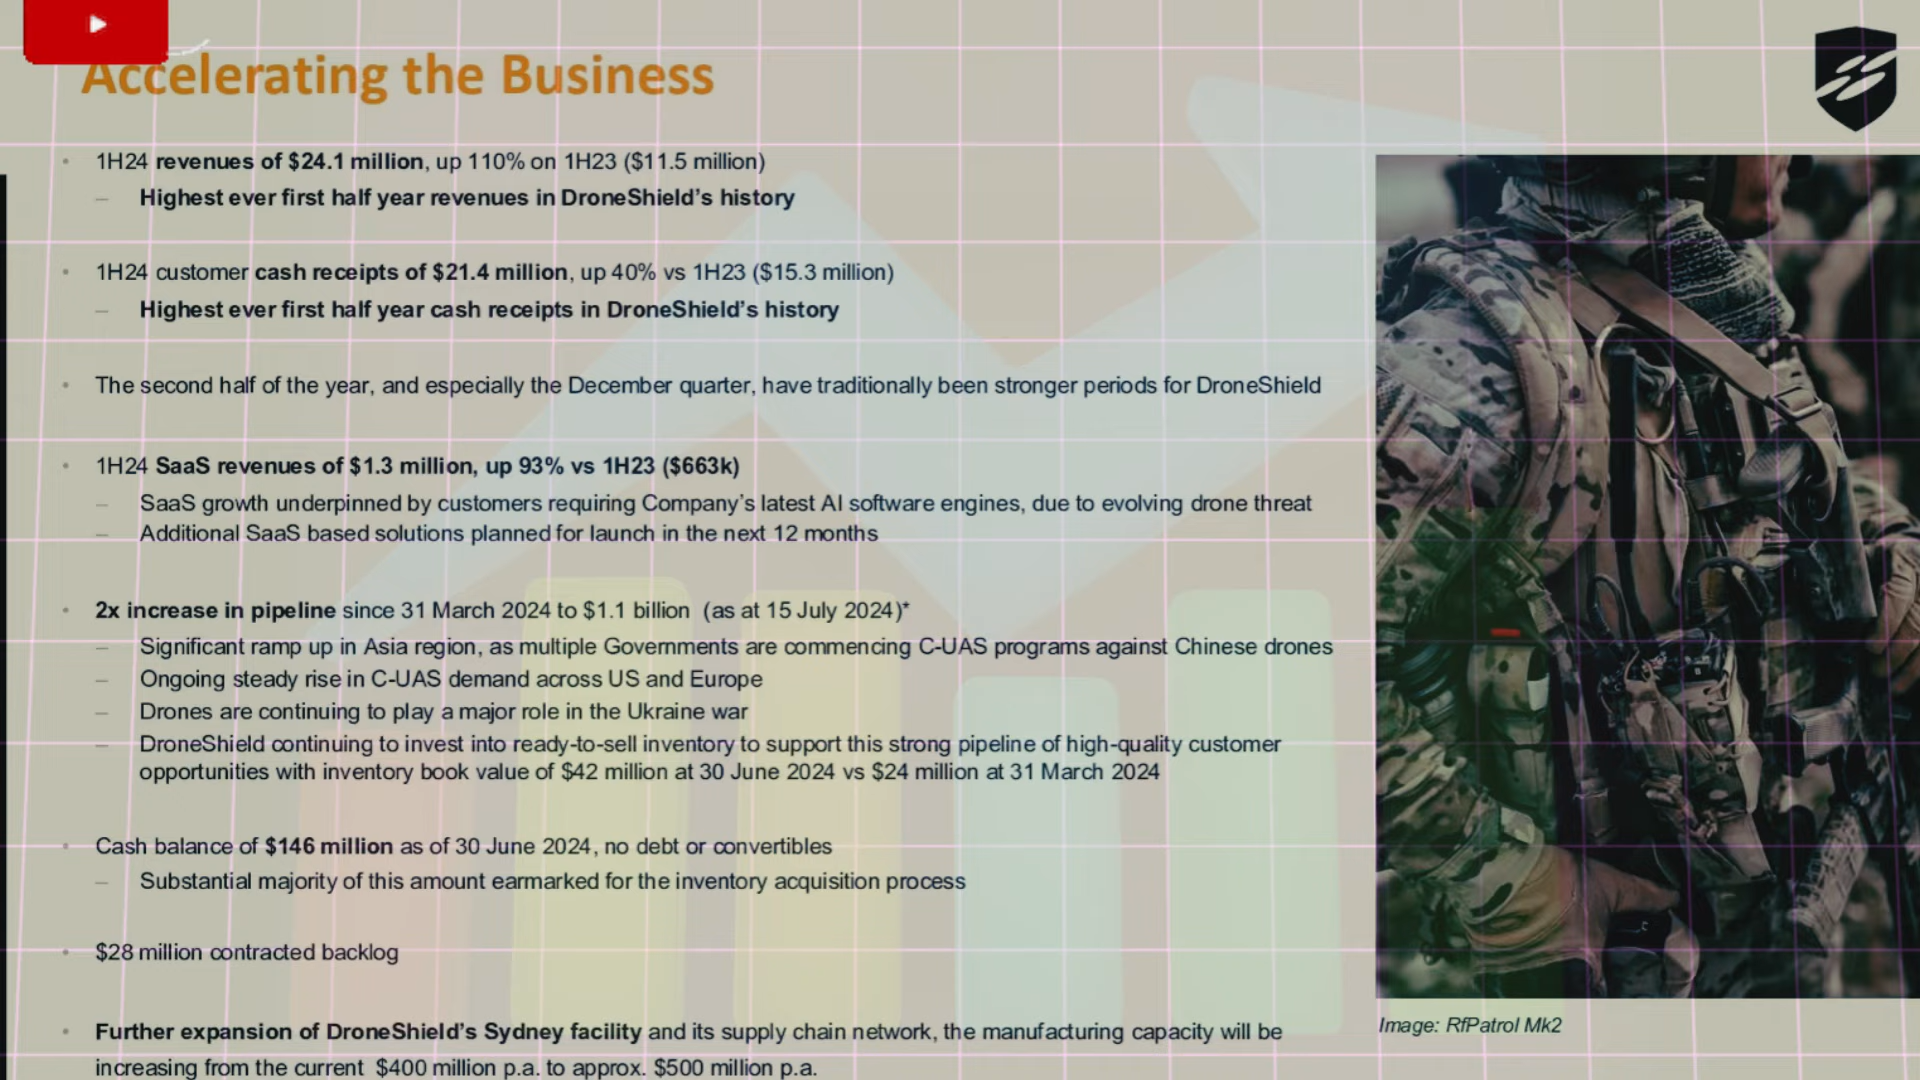 Accelerating the Business
1H24 revenues of $24.1 million, up 110% on 1H23 ($11.5 million)
– Highest ever first half year revenues in DroneShield’s history
1H24 customer cash receipts of $21.4 million, up 40% vs 1H23 ($15.3 million)
– Highest ever first half year cash receipts in DroneShield’s history
The second half of the year, and especially the December quarter, have traditionally been stronger periods for DroneShield
1H24 SaaS revenues of $1.3 million, up 93% vs 1H23 ($663k)
– SaaS growth underpinned by customers requiring Company’s latest AI software engines, due to evolving drone threat
– Additional SaaS based solutions planned for launch in the next 12 months
2x increase in pipeline since 31 March 2024 to $1.1 billion (as at 15 July 2024)*
– Significant ramp up in Asia region, as multiple Governments are commencing C-UAS programs against Chinese drones
– Ongoing steady rise in C-UAS demand across US and Europe
– Drones are continuing to play a major role in the Ukraine war
– DroneShield continuing to invest into ready-to-sell inventory to support this strong pipeline of high-quality customer
opportunities with inventory book value of $42 million at 30 June 2024 vs $24 million at 31 March 2024
Cash balance of $146 million as of 30 June 2024, no debt or convertibles
– Substantial majority of this amount earmarked for the inventory acquisition process
$28 million contracted backlog
Further expansion of DroneShield’s Sydney facility and its supply chain network, the manufacturing capacity will be
increasing from the current $400 million p.a. to approx. $500 million p.a.
Image: RfPatrol Mk2